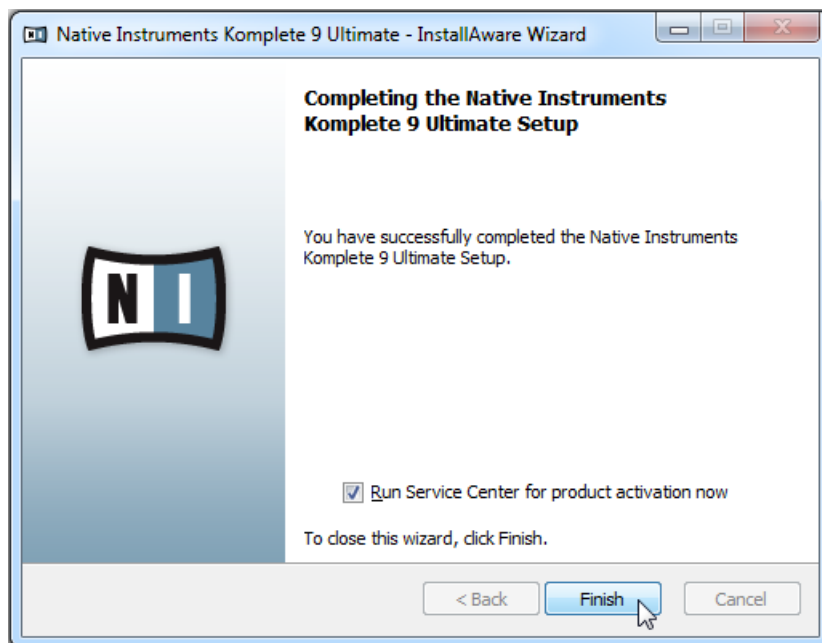 Native Instruments Komplete 9 Ultimate - InstallAware Wizard
Completing the Native Instruments
Komplete 9 Ultimate Setup
You have successfully completed the Native Instruments
Komplete 9 Ultimate Setup.
NI
Run Service Center for product activation now
To close this wizard, click Finish.
< Back
Finish
Cancel